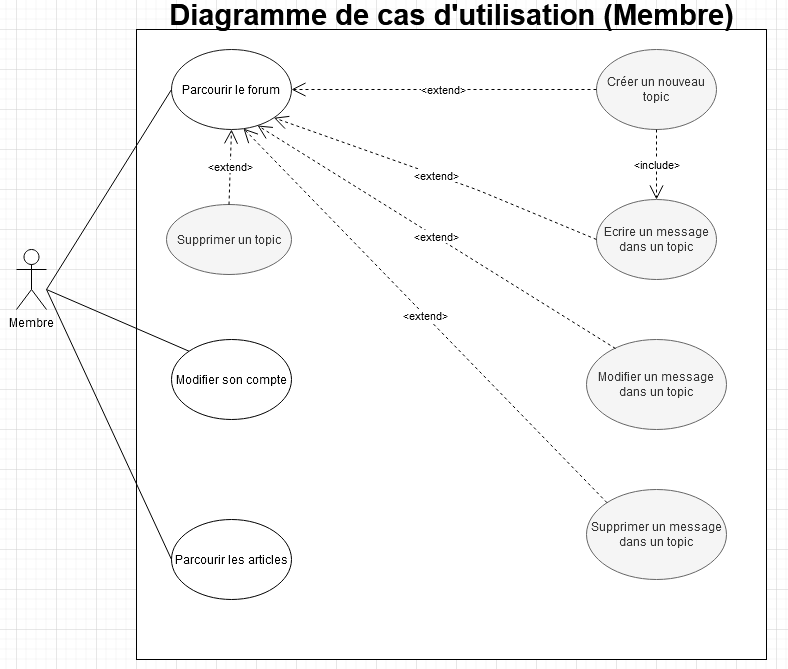 Diagramme de cas d'utilisation (Membre)
Parcourir le forum
<extend>
Créer un nouveau
topic
<extend>
<include>
<extend>
Supprimer un topic
Ecrire un message
dans un topic
<extend>
Membre
<extend>
Modifier son compte
Modifier un message
dans un topic
Parcourir les articles
Supprimer un message
dans un topic